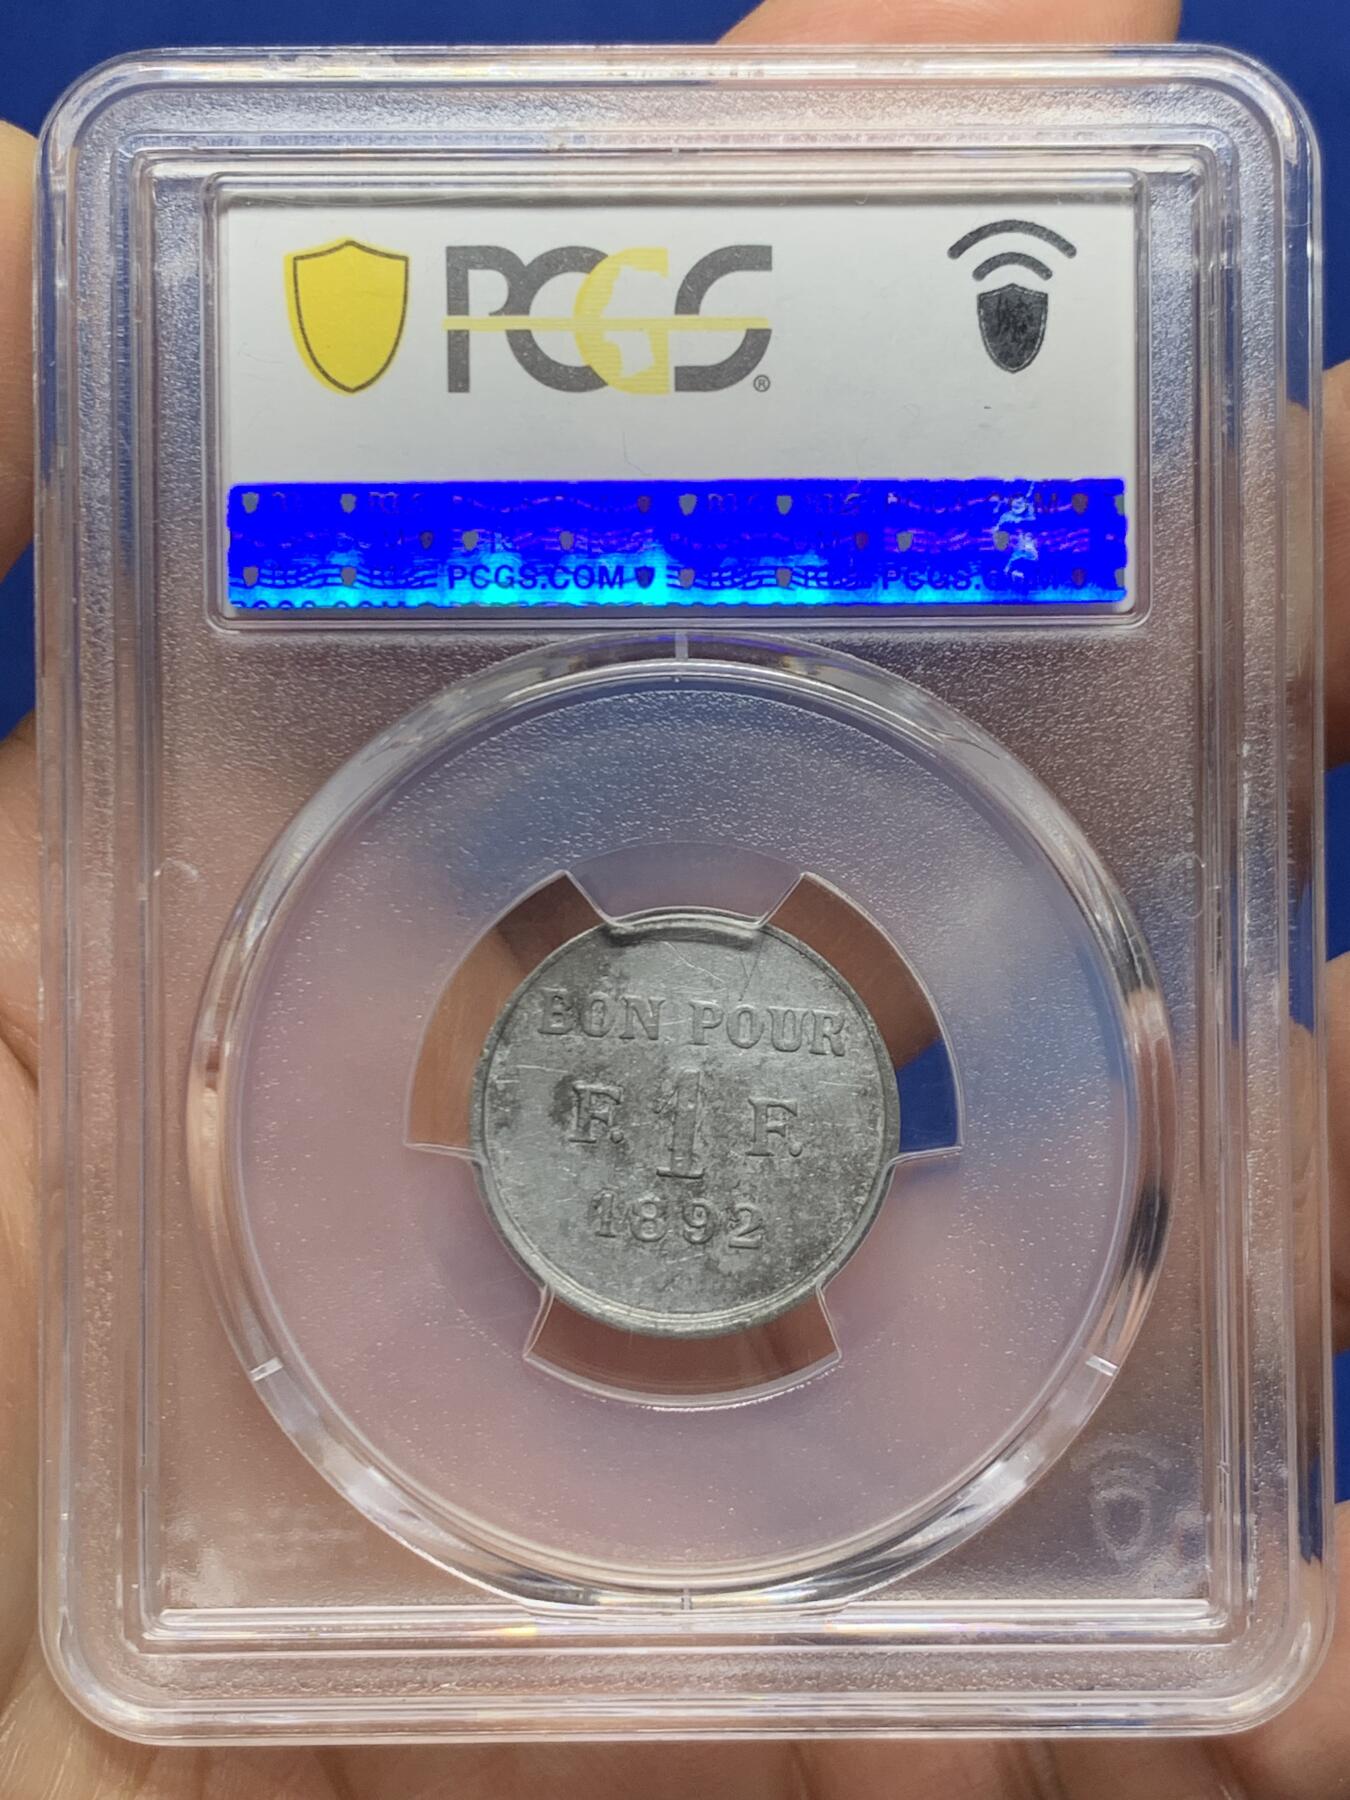 PCGS®
PCGS.COM PCGS.COM
BON POUR
F. 1 F.
1892